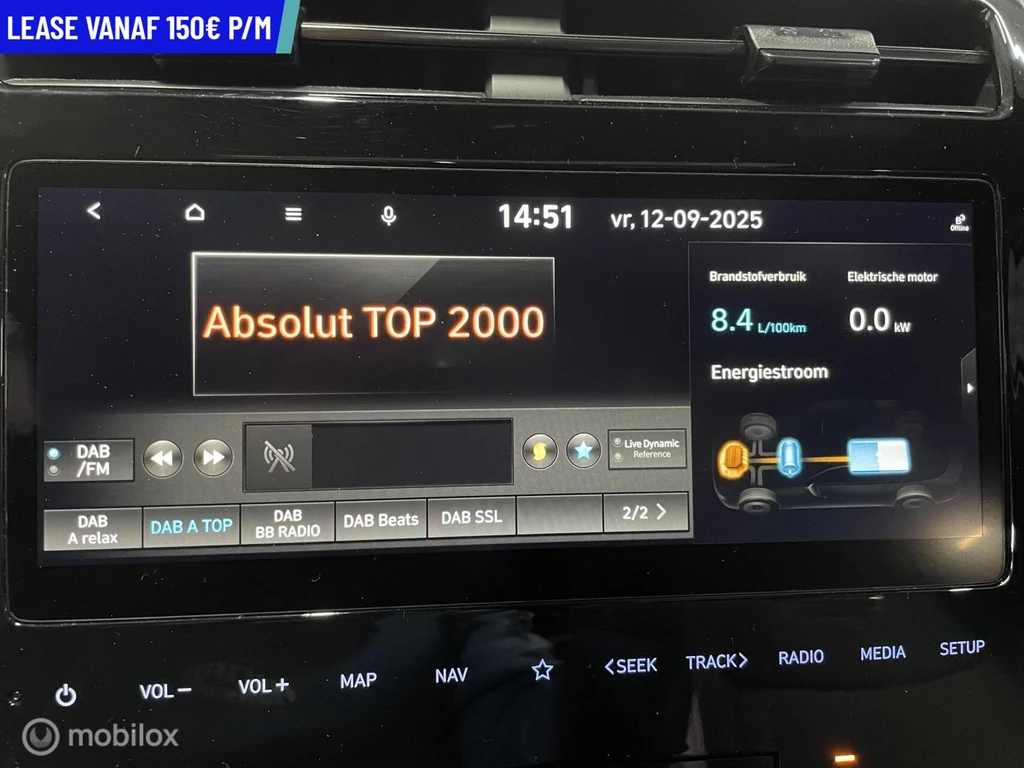 LEASE VANAF 150€ P/M
14:51 vr, 12-09-2025
Offline
Absolut TOP 2000
Brandstofverbruik Elektrische motor
8.4 L/100km 0.0 kW
Energiestroom
DAB
/FM
Live Dynamic
Reference
DAB
A relax
DAB A TOP
DAB
BB RADIO
DAB Beats
DAB SSL
2/2 >
VOL− VOL+ MAP NAV <SEEK TRACK> RADIO MEDIA SETUP
mobilox